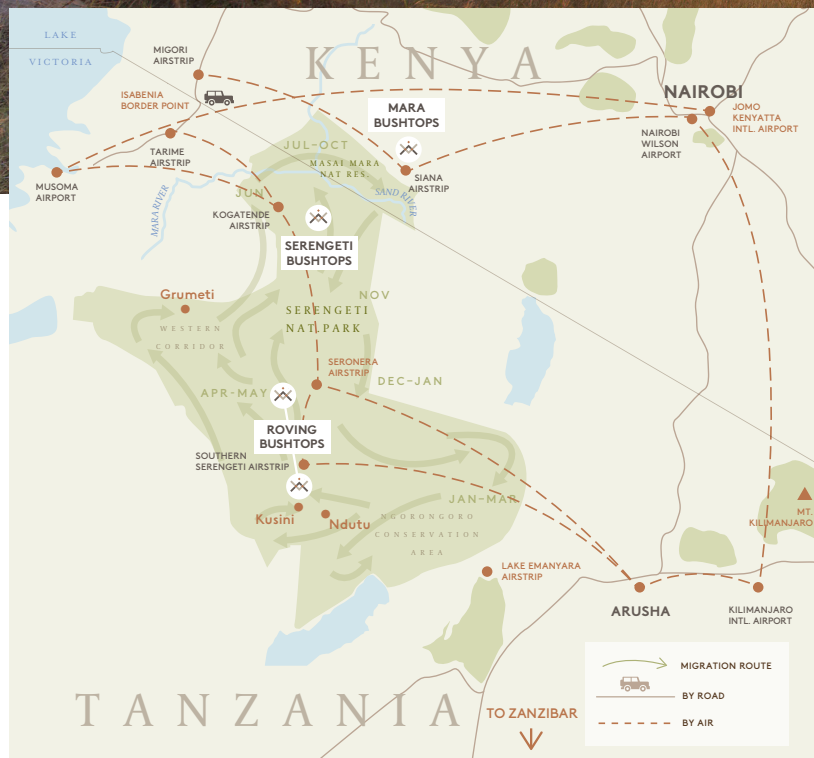 LAKE
VICTORIA
MIGORI
AIRSTRIP
KENYA
ISABENIA
BORDER POINT
NAIROBI
MARA
BUSHTOPS
JOMO
KENYATTA
INTL. AIRPORT
NAIROBI
WILSON
AIRPORT
TARIME
AIRSTRIP
JUL-OCT
MASAI MARA
NAT RES.
SIANA
AIRSTRIP
MUSOMA
AIRPORT
JUN
SAND RIVER
MARA RIVER
KOGATENDE
AIRSTRIP
SERENGETI
BUSHTOPS
Grumeti
NOV
SERENGETI
NAT.PARK
WESTERN
CORRIDOR
SERONERA
AIRSTRIP
DEC-JAN
APR-MAY
ROVING
BUSHTOPS
SOUTHERN
SERENGETI AIRSTRIP
JAN-MAR
Kusini
Ndutu
NGORONGORO
CONSERVATION
AREA
MT.
KILIMANJARO
LAKE EMANYARA
AIRSTRIP
ARUSHA
KILIMANJARO
INTL. AIRPORT
MIGRATION ROUTE
BY ROAD
BY AIR
TANZANIA
TO ZANZIBAR